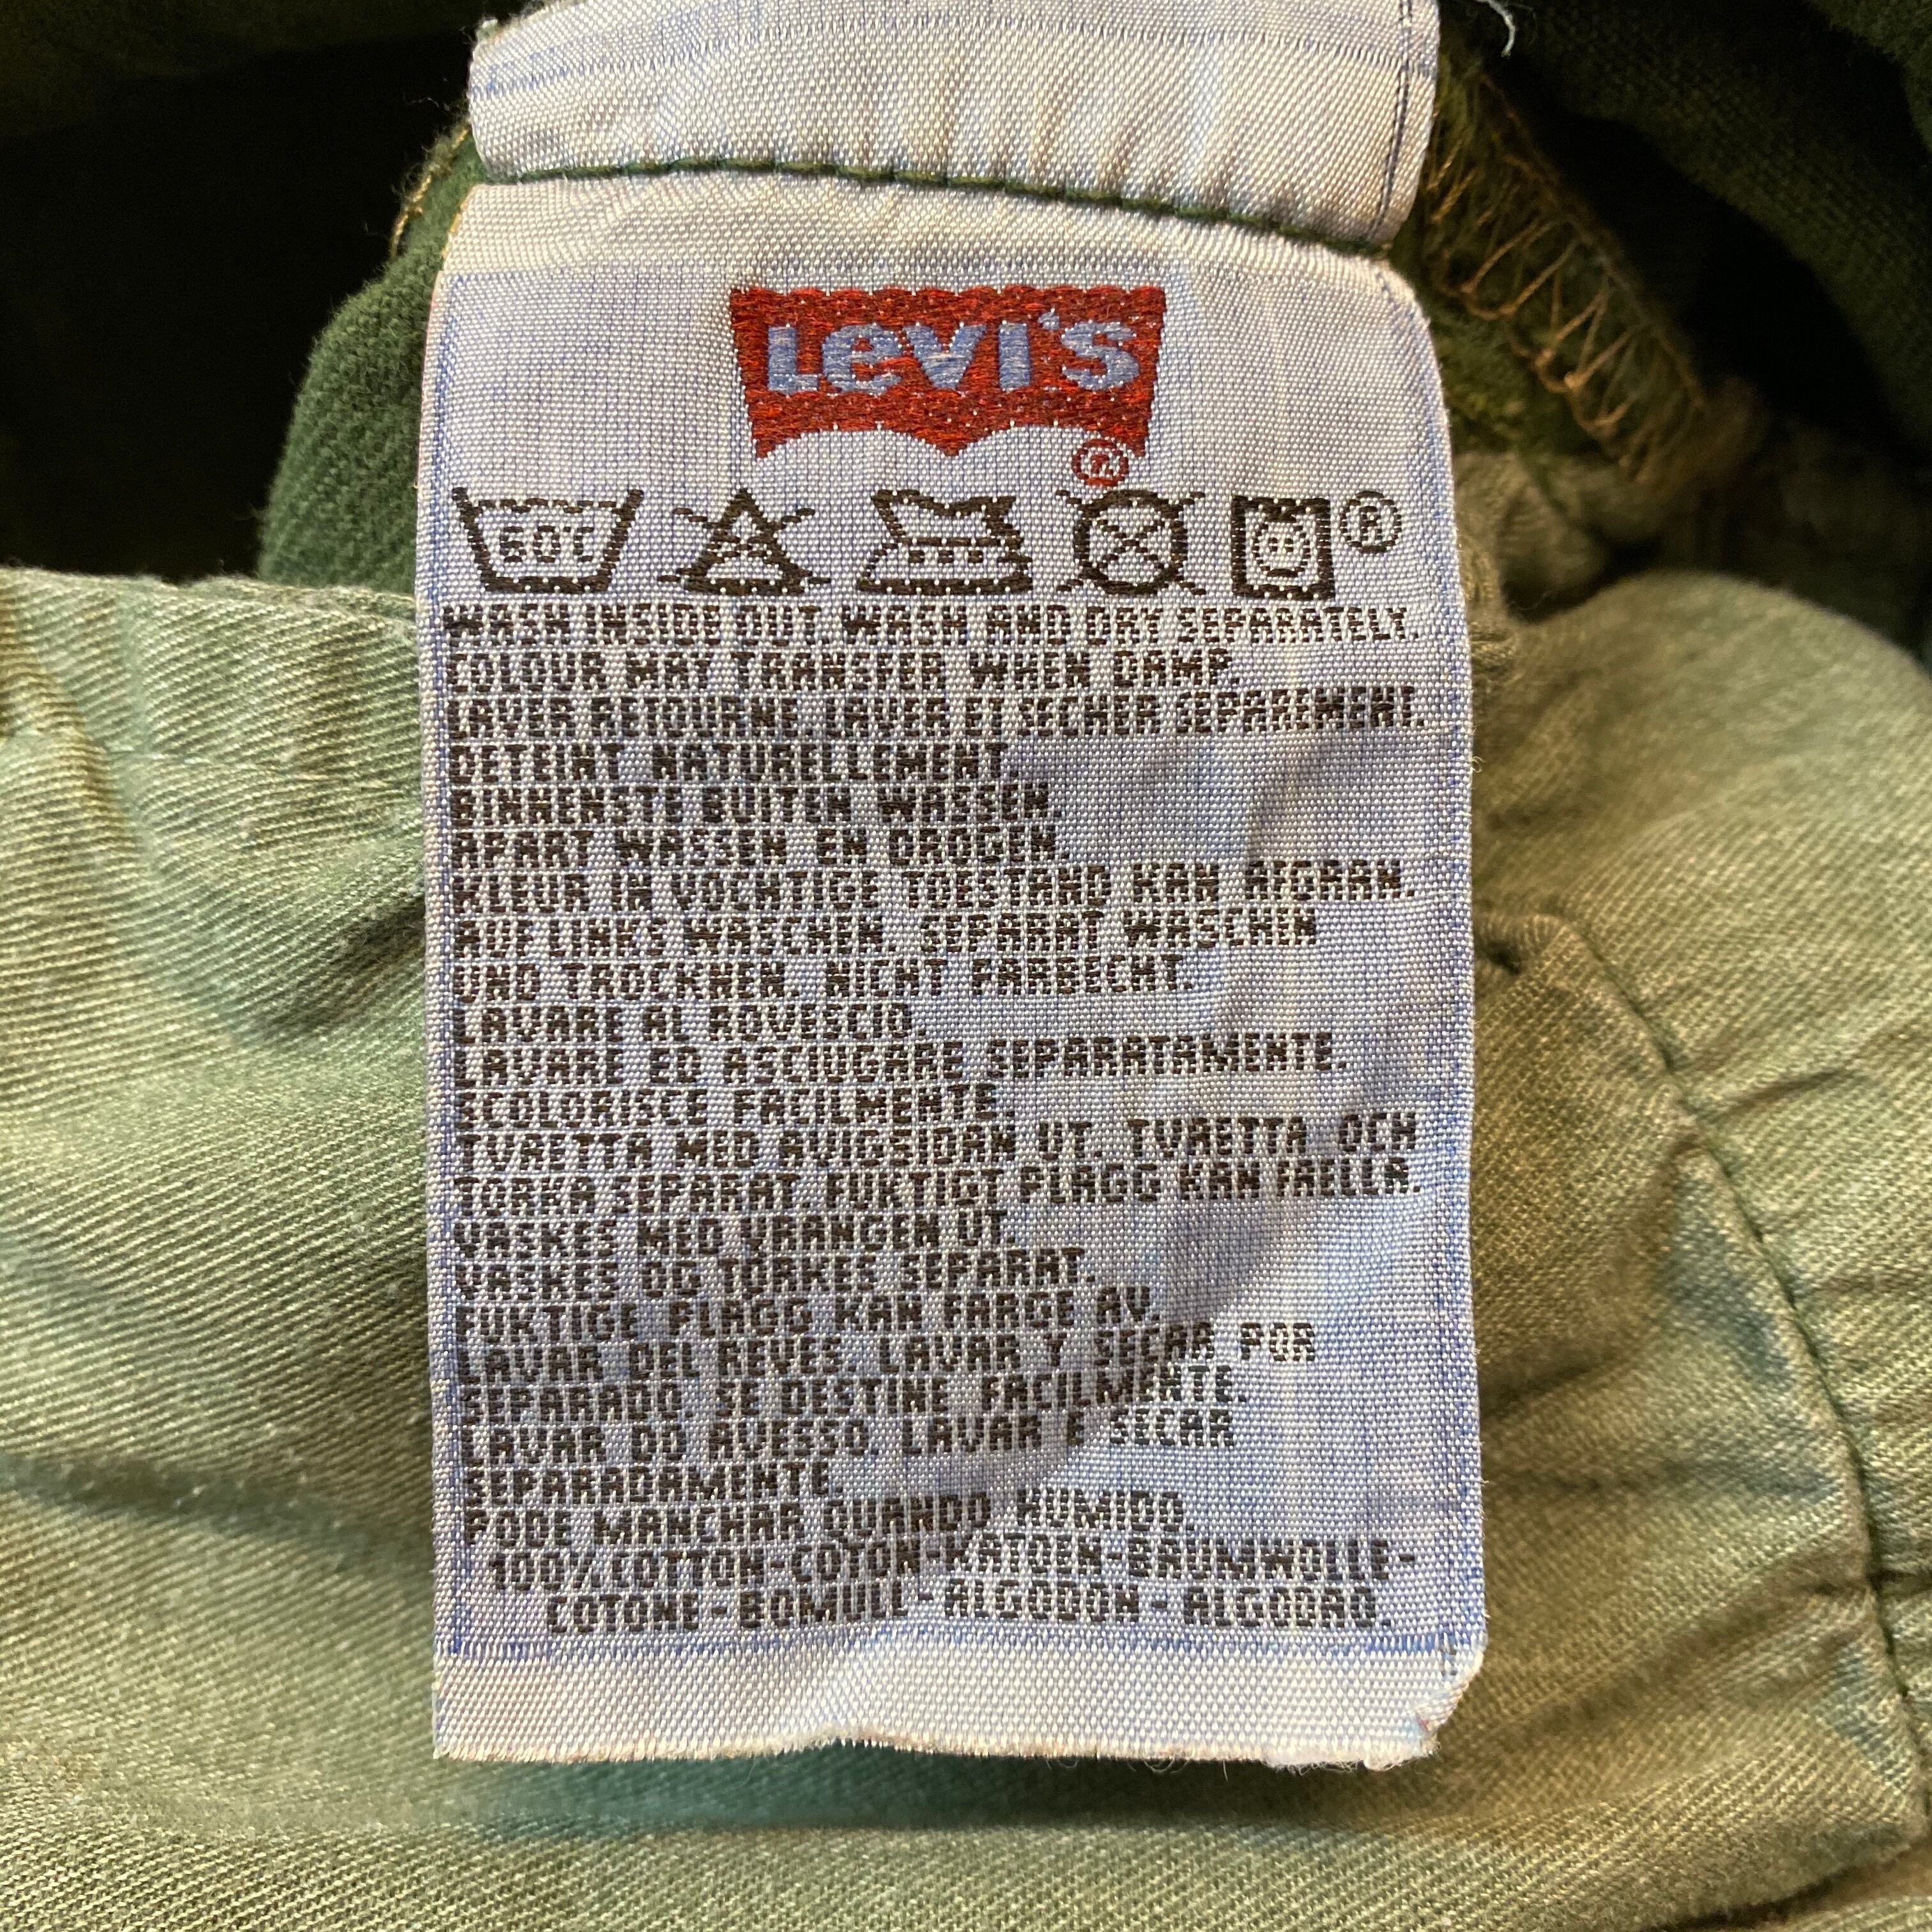 Levi's
®
60°C
®
WASH INSIDE OUT. WASH AND DRY SEPARATELY.
COLOUR MAY TRANSFER WHEN DAMP.
LAVER RETOURNE. LAVER ET SECHER SEPAREMENT.
DETEINT NATURELLEMENT.
BINNENSTE BUITEN WASSEN.
APART WASSEN EN DROGEN.
KLEUR IN VOCHTIGE TOESTAND KAN AFGAAN.
AUF LINKS WASCHEN. SEPARAT WASCHEN
UND TROCKNEN. NICHT FARBECHT.
LAVARE AL ROVESCIO.
LAVARE ED ASCIUGARE SEPARATAMENTE.
SCOLORISCE FACILMENTE.
TVAETTA MED AVIGSIDAN UT. TVAETTA OCH
TORKA SEPARAT. FUKTIGT PLAGG KAN FAELLA.
VASKES MED VRANGEN UT.
VASKES OG TORKES SEPARAT.
FUKTIGE PLAGG KAN FARGE AV.
LAVAR DEL REVES. LAVAR Y SECAR POR
SEPARADO. SE DESTINE FACILMENTE.
LAVAR DO AVESSO. LAVAR E SECAR
SEPARADAMENTE.
PODE MANCHAR QUANDO HUMIDO.
100%COTTON-COTON-KATOEN-BAUMWOLLE-
COTONE-BOMULL-ALGODON-ALGODAO.